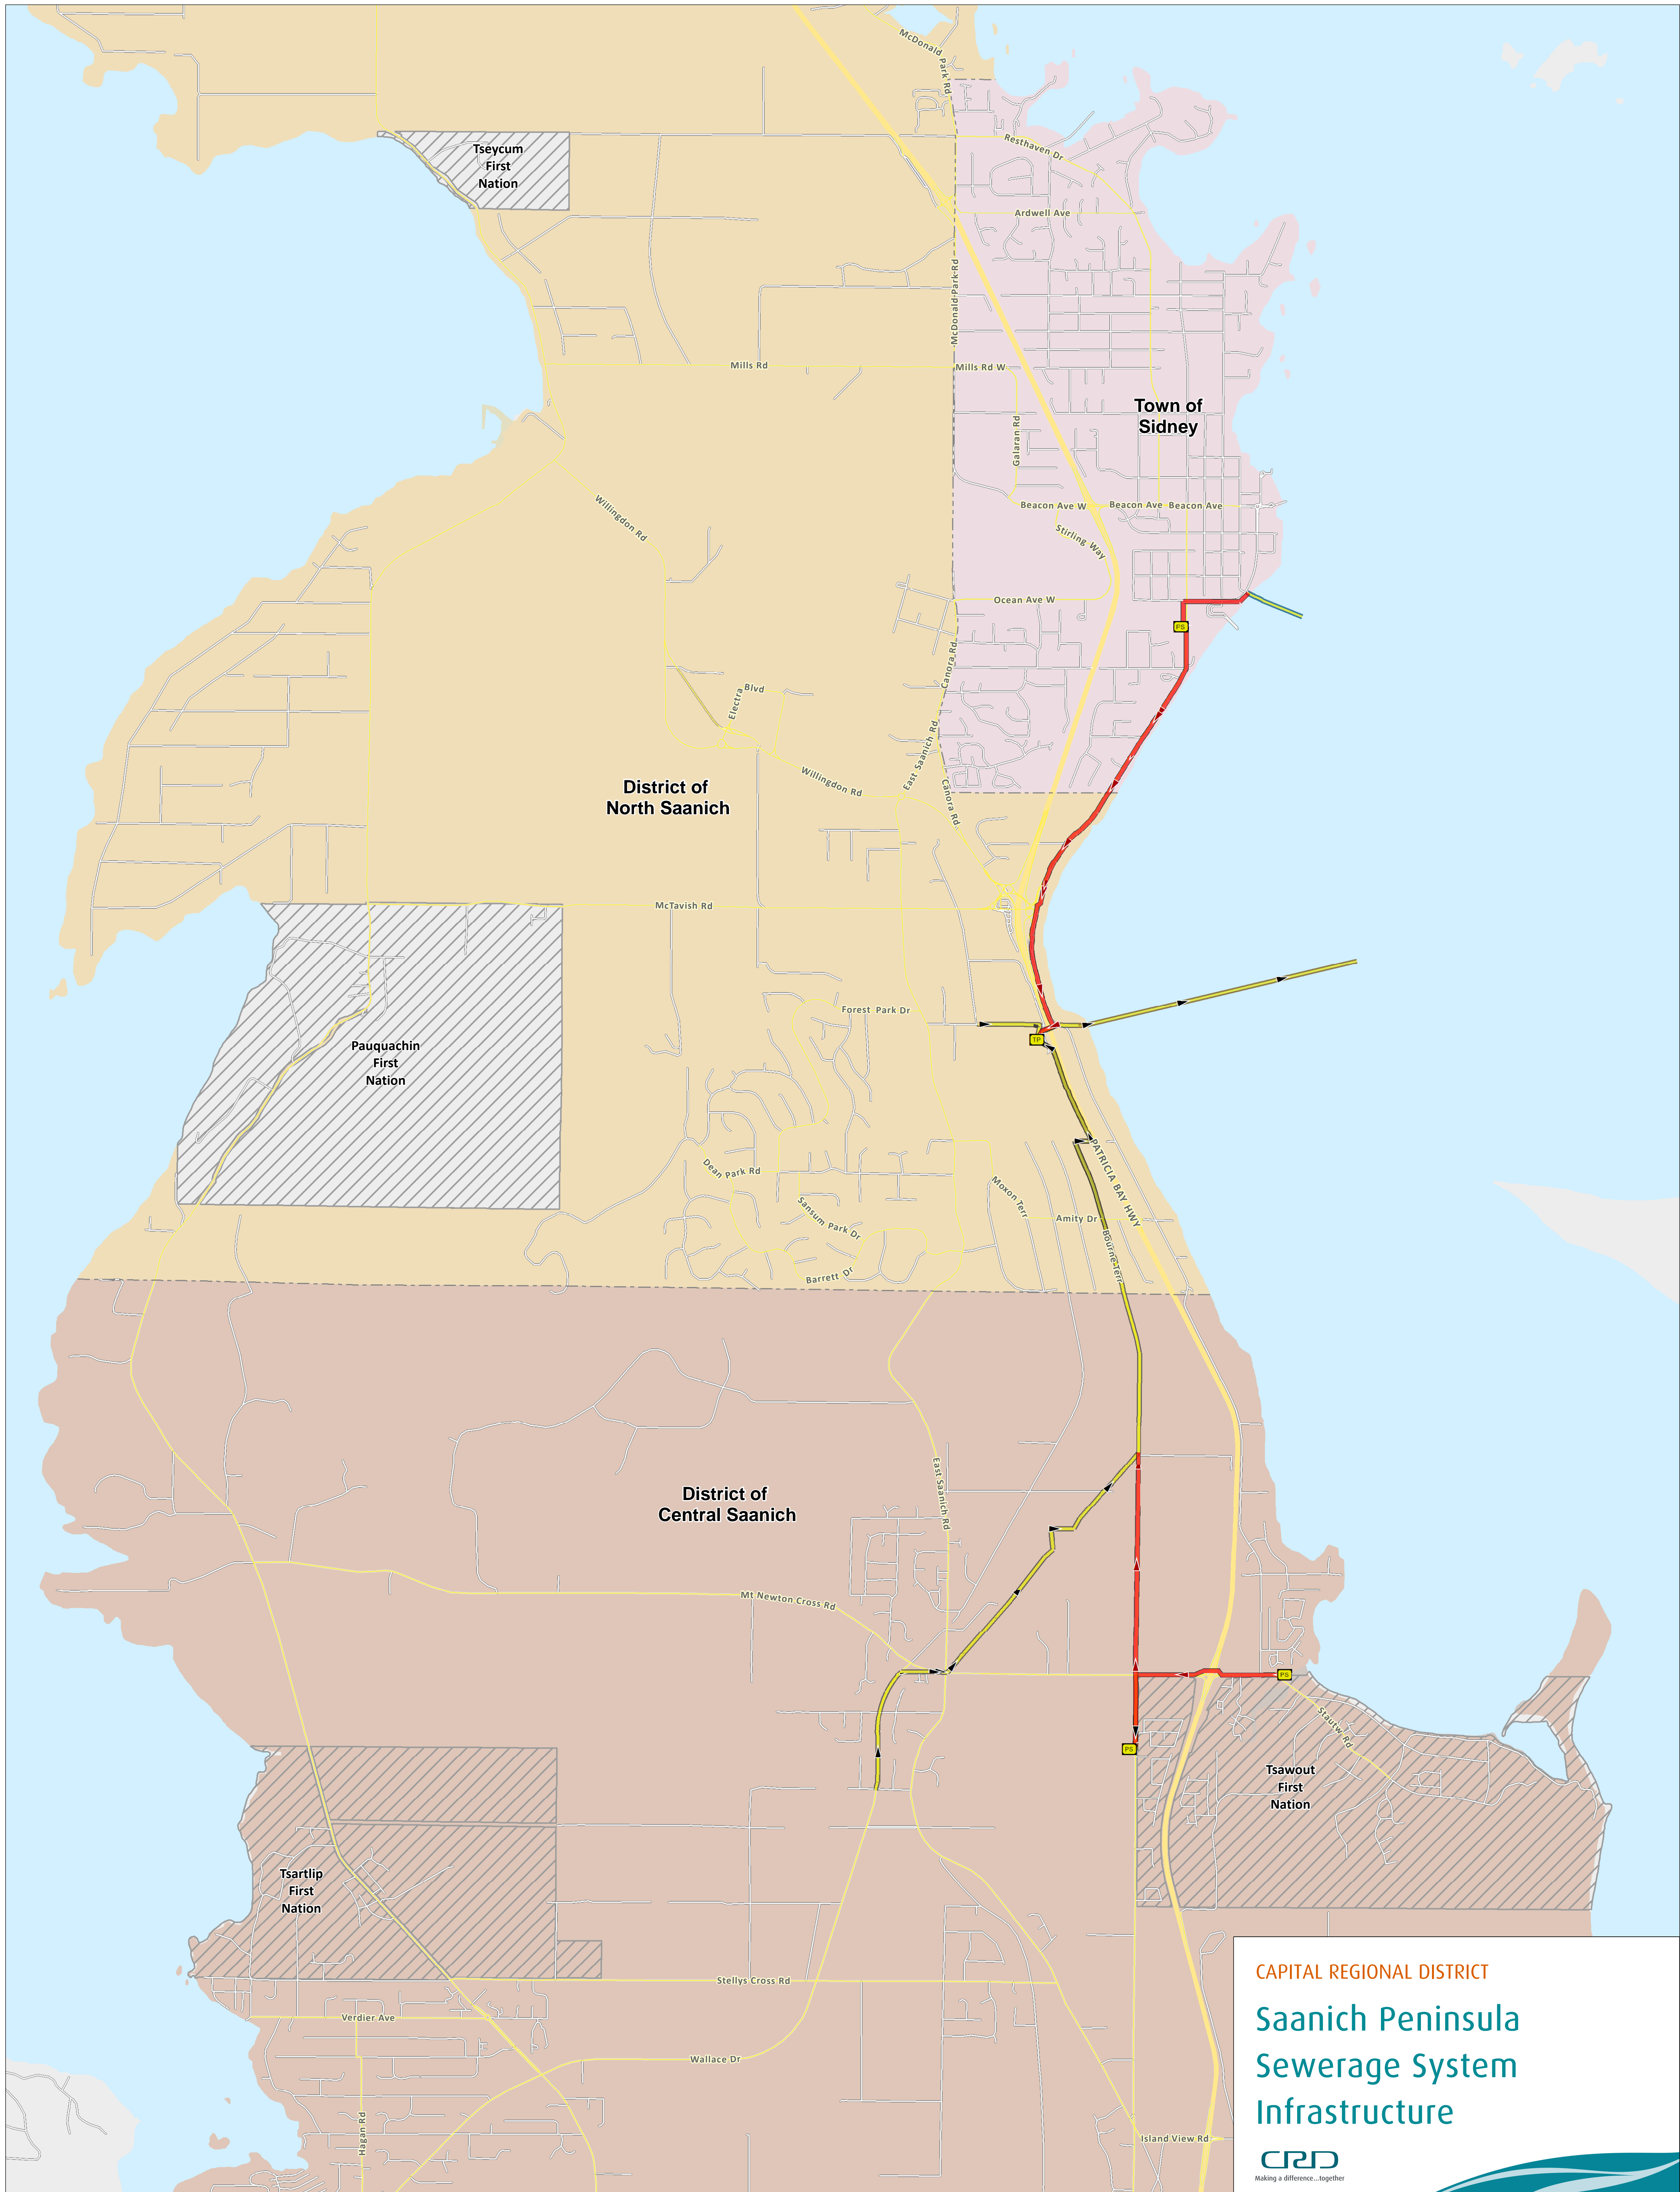 McDonald
Park Rd
Tseycum
First
Nation
Resthaven Dr
Ardwell Ave
McDonald Park Rd
Mills Rd
Mills Rd W
Town of
Sidney
Galaran Rd
Willingdon Rd
Beacon Ave W
Beacon Ave
Beacon Ave
Stirling Way
Ocean Ave W
PS
Canora Rd
Electra Blvd
East Saanich Rd
Willingdon Rd
Canora Rd
District of
North Saanich
McTavish Rd
Forest Park Dr
Pauquachin
First
Nation
TP
PATRICIA BAY HWY
Dean Park Rd
Moxon Terr
Sansum Park Dr
Amity Dr
Bourne Terr
Barrett Dr
East Saanich Rd
District of
Central Saanich
Mt Newton Cross Rd
PS
Stautw Rd
PS
Tsawout
First
Nation
Tsartlip
First
Nation
Stellys Cross Rd
Verdier Ave
Wallace Dr
Hagan Rd
Island View Rd
CAPITAL REGIONAL DISTRICT
Saanich Peninsula
Sewerage System
Infrastructure
CRD
Making a difference...together